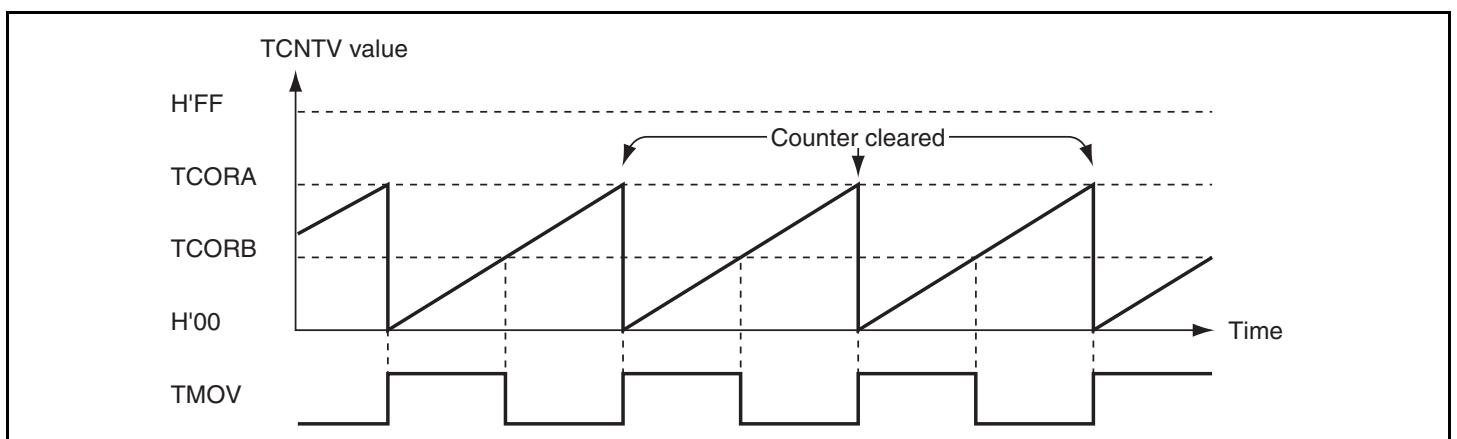 TCNTV value
H'FF
Counter cleared
TCORA
TCORB
H'00
Time
TMOV